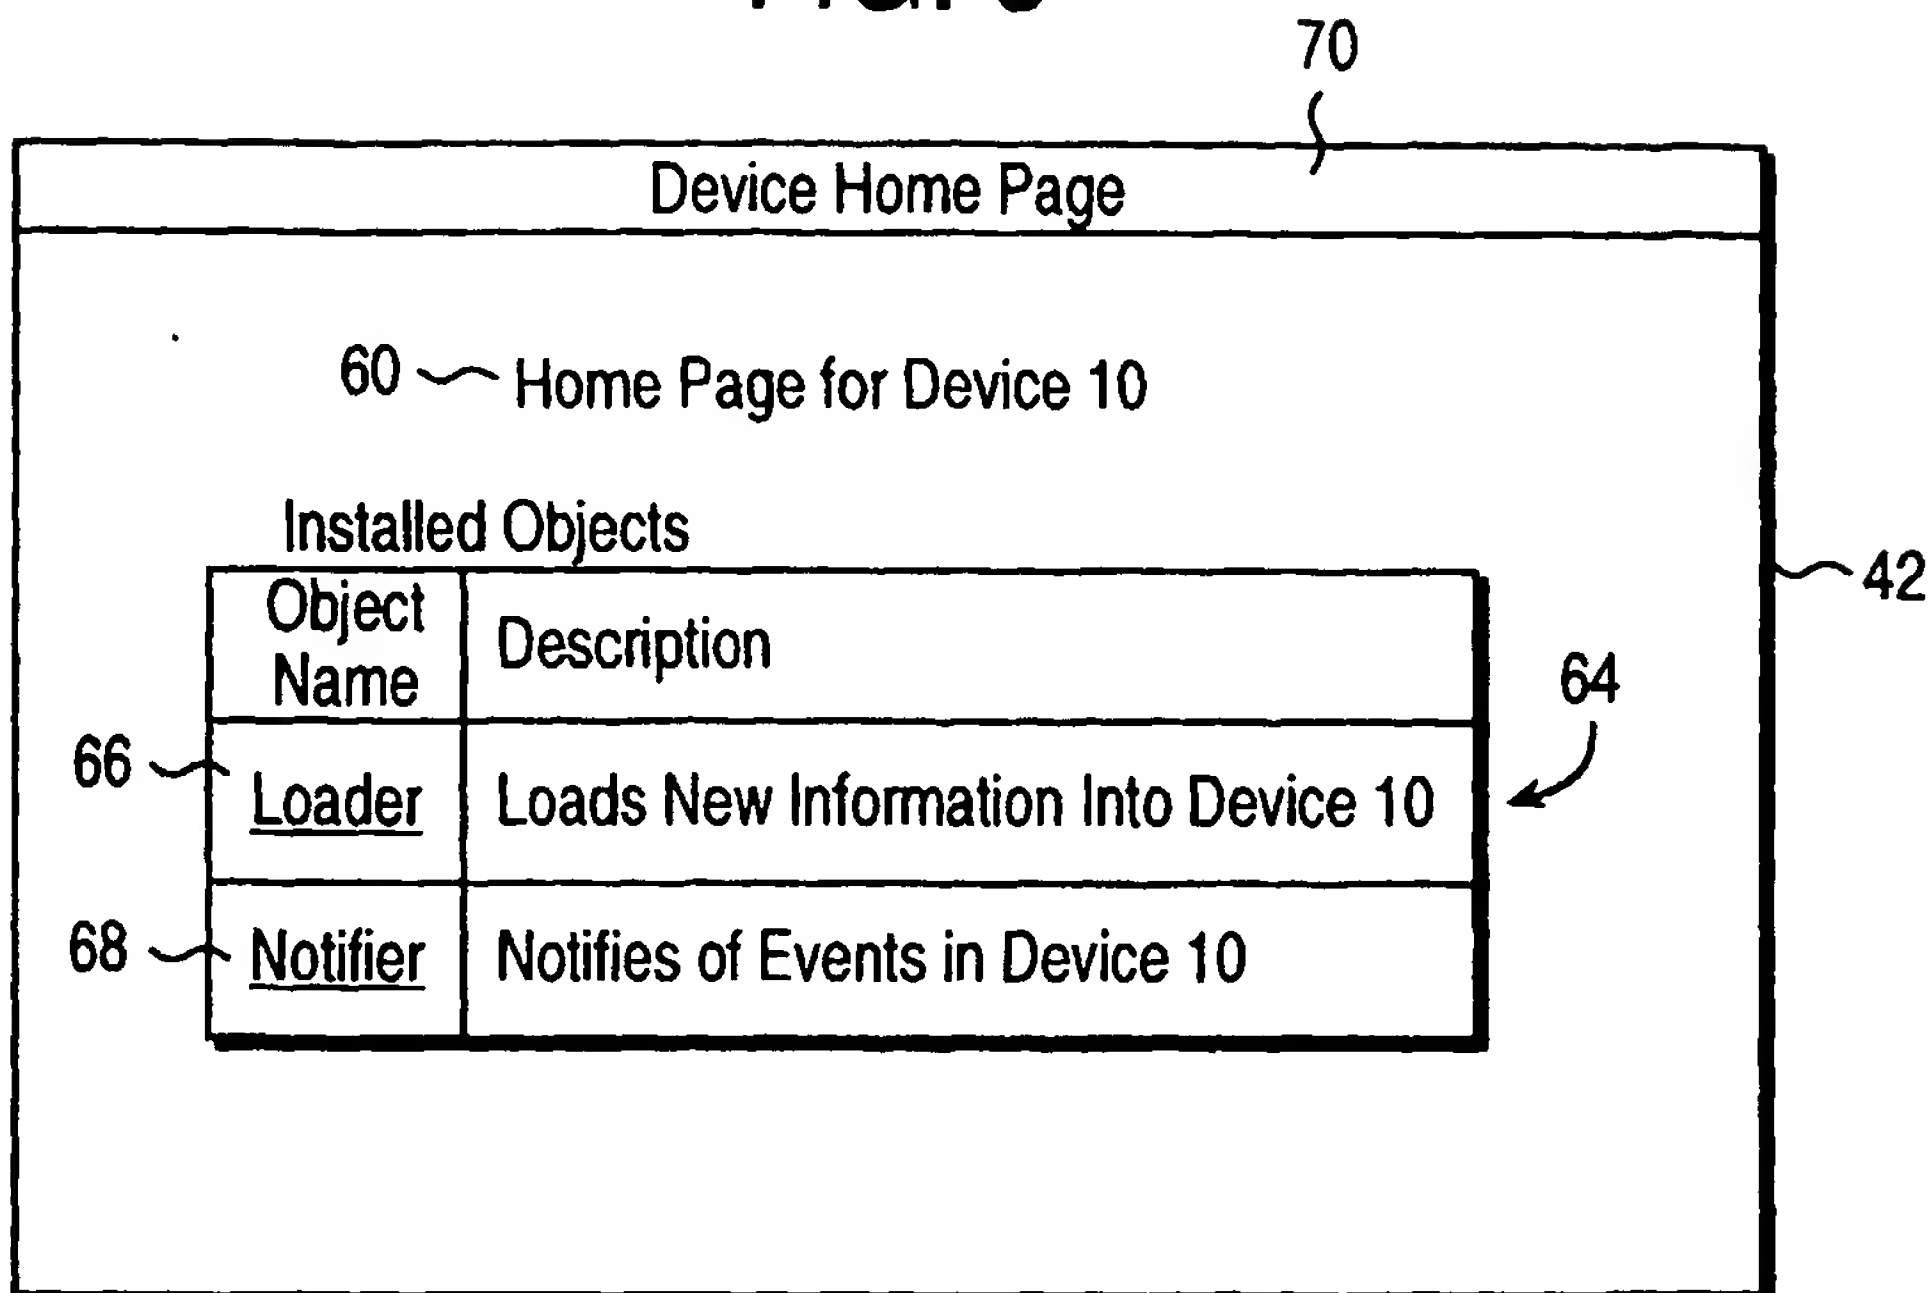 70
Device Home Page
60 Home Page for Device 10
Installed Objects
42
Object Name
Description
64
66
Loader
Loads New Information Into Device 10
68
Notifier
Notifies of Events in Device 10